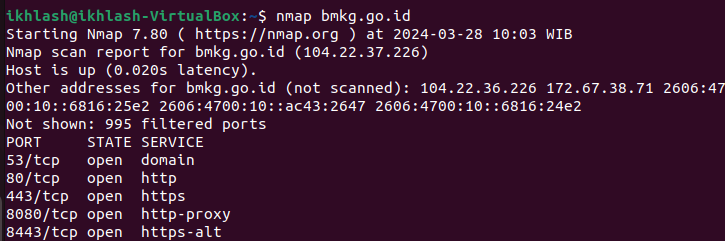 ikhlash@ikhlash-VirtualBox:~$ nmap bmkg.go.id
Starting Nmap 7.80 ( https://nmap.org ) at 2024-03-28 10:03 WIB
Nmap scan report for bmkg.go.id (104.22.37.226)
Host is up (0.020s latency).
Other addresses for bmkg.go.id (not scanned): 104.22.36.226 172.67.38.71 2606:47
00:10::6816:25e2 2606:4700:10::ac43:2647 2606:4700:10::6816:24e2
Not shown: 995 filtered ports
PORT     STATE SERVICE
53/tcp   open  domain
80/tcp   open  http
443/tcp  open  https
8080/tcp open  http-proxy
8443/tcp open  https-alt